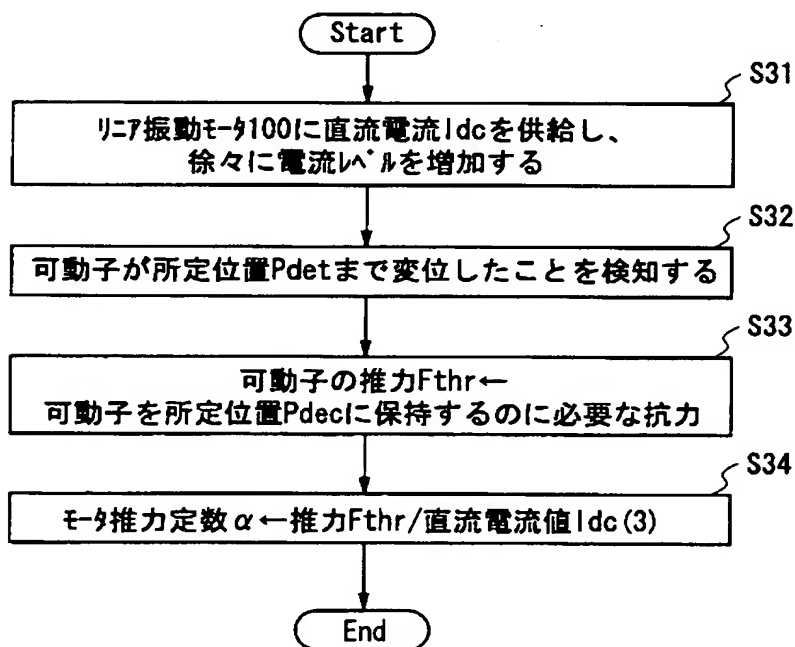 Start
S31
リニア振動モータ100に直流電流Idcを供給し、
徐々に電流レベルを増加する
S32
可動子が所定位置Pdetまで変位したことを検知する
S33
可動子の推力Fthr←
可動子を所定位置Pdecに保持するのに必要な抗力
S34
モータ推力定数α←推力Fthr/直流電流値Idc(3)
End